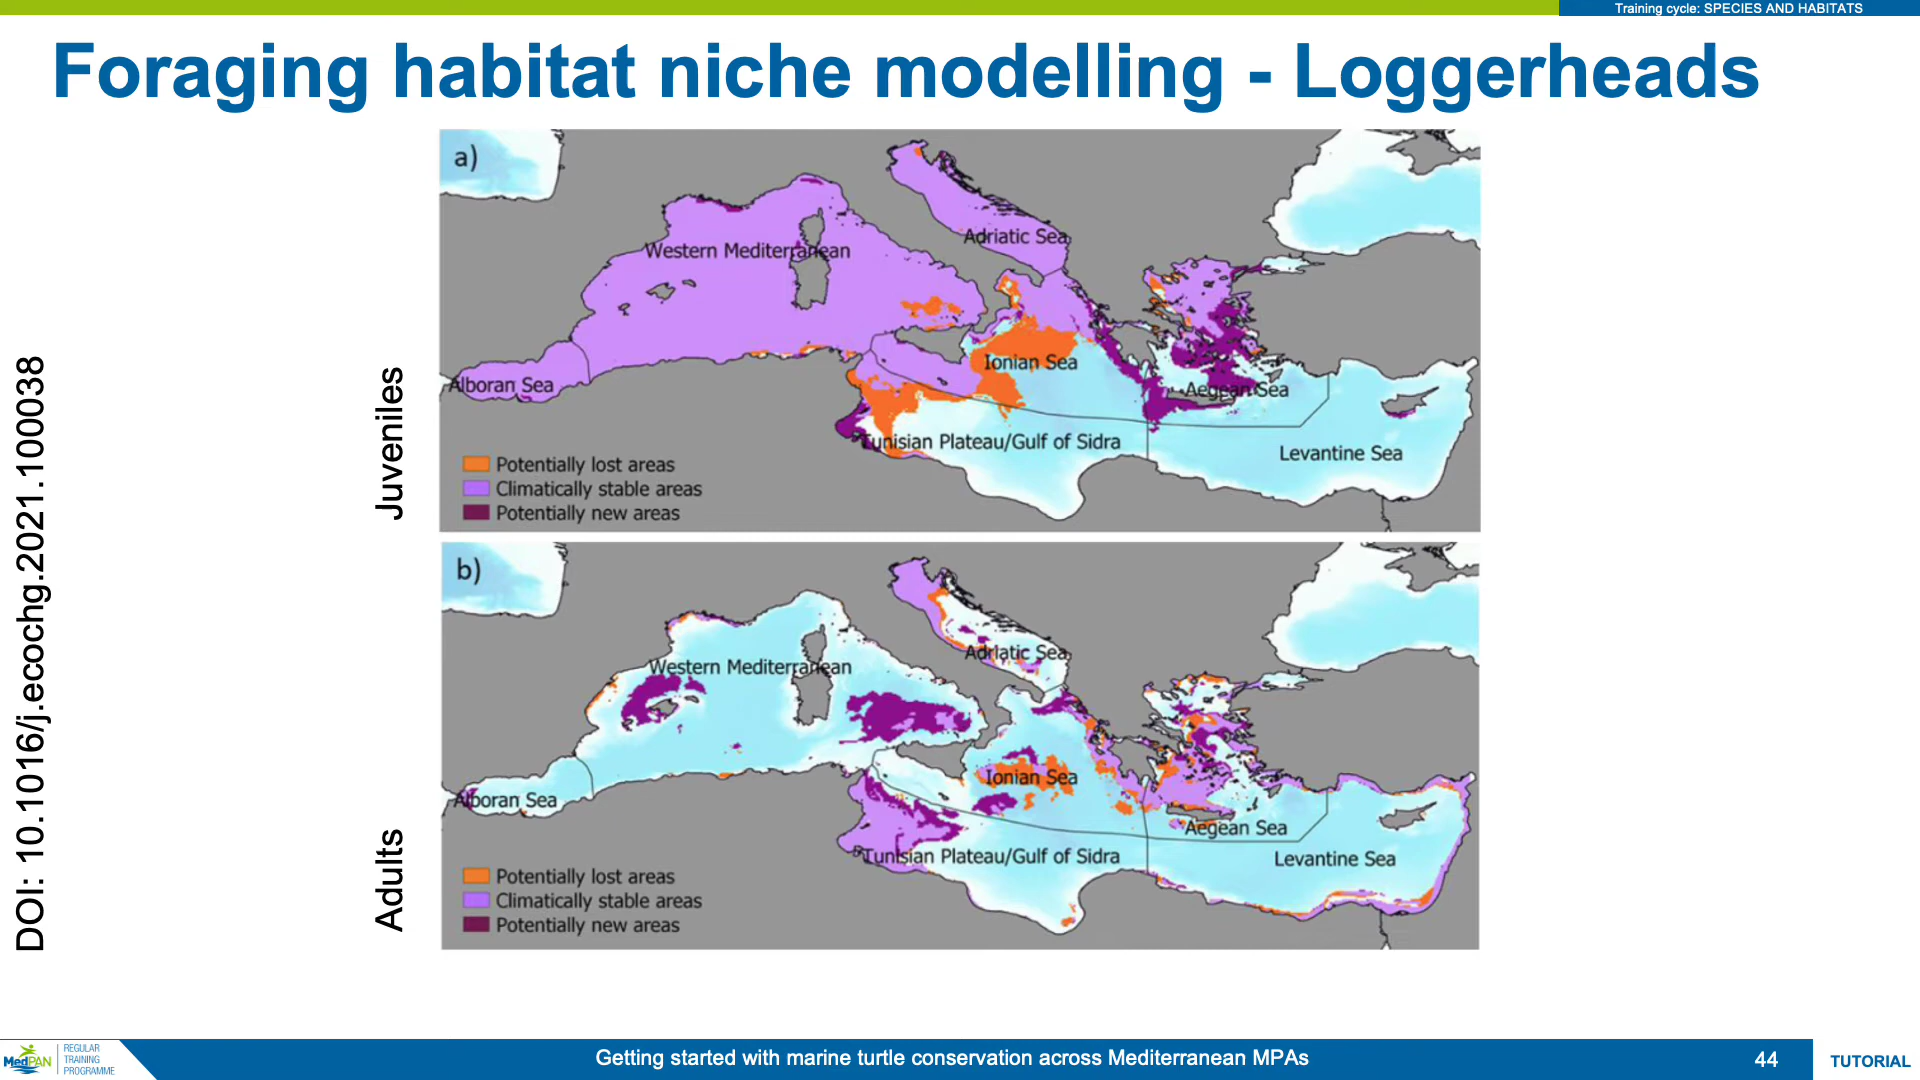 Training cycle: SPECIES AND HABITATS
Foraging habitat niche modelling - Loggerheads
DOI: 10.1016/j.ecochg.2021.100038
Juveniles
a)
Western Mediterranean
Adriatic Sea
Alboran Sea
Ionian Sea
Aegean Sea
Tunisian Plateau/Gulf of Sidra
Levantine Sea
Potentially lost areas
Climatically stable areas
Potentially new areas
Adults
b)
Western Mediterranean
Adriatic Sea
Alboran Sea
Ionian Sea
Aegean Sea
Tunisian Plateau/Gulf of Sidra
Levantine Sea
Potentially lost areas
Climatically stable areas
Potentially new areas
MedPAN
REGULAR
TRAINING
PROGRAMME
Getting started with marine turtle conservation across Mediterranean MPAs
44
TUTORIAL